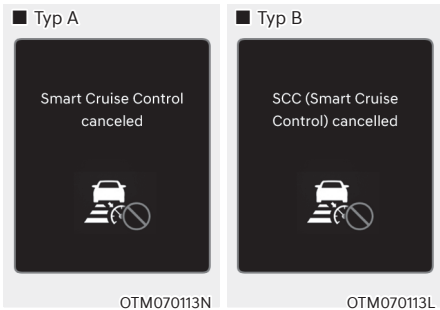 ■ Typ A
Smart Cruise Control
canceled
OTM070113N
■ Typ B
SCC (Smart Cruise
Control) cancelled
OTM070113L